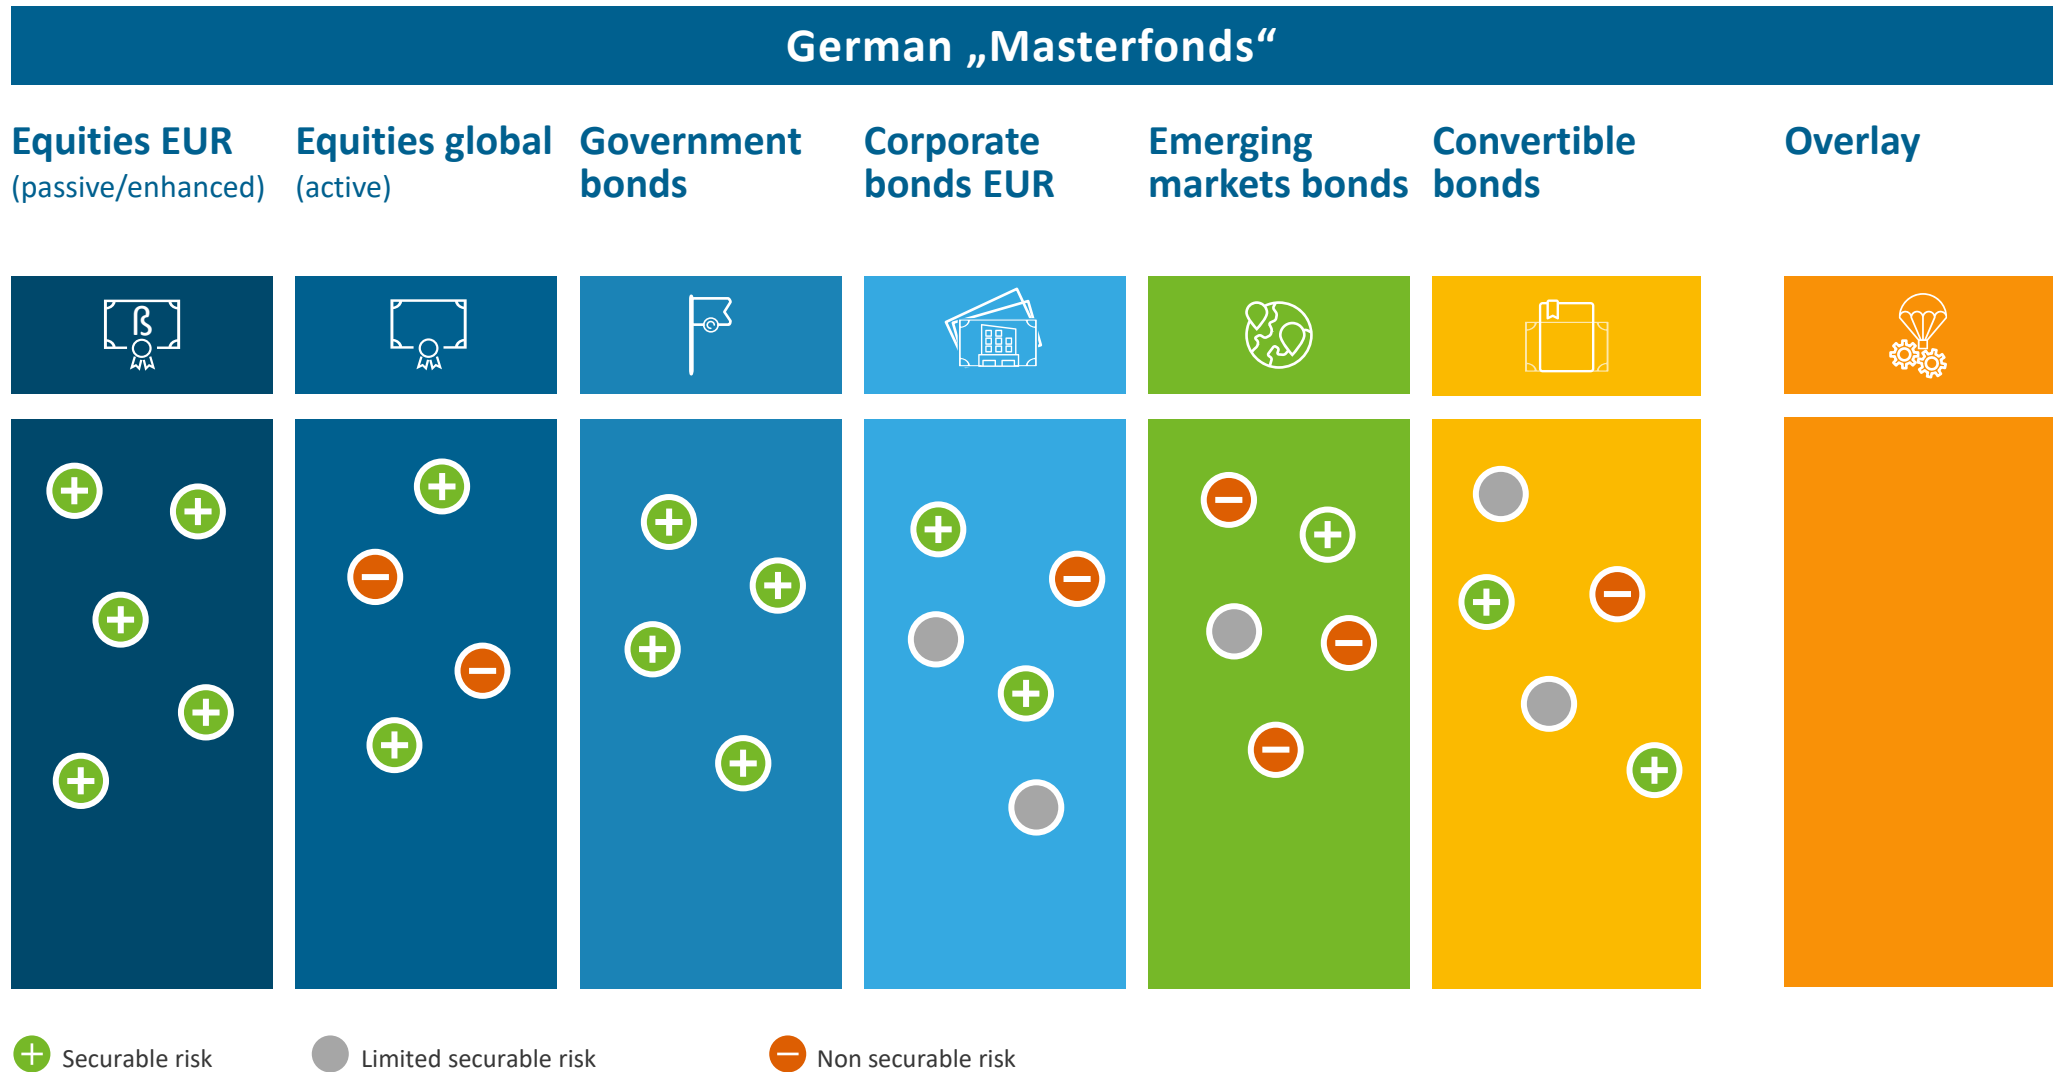 German „Masterfonds“
Equities EUR
(passive/enhanced)
Equities global
(active)
Government
bonds
Corporate
bonds EUR
Emerging
markets bonds
Convertible
bonds
Overlay
ß
Securable risk
Limited securable risk
Non securable risk